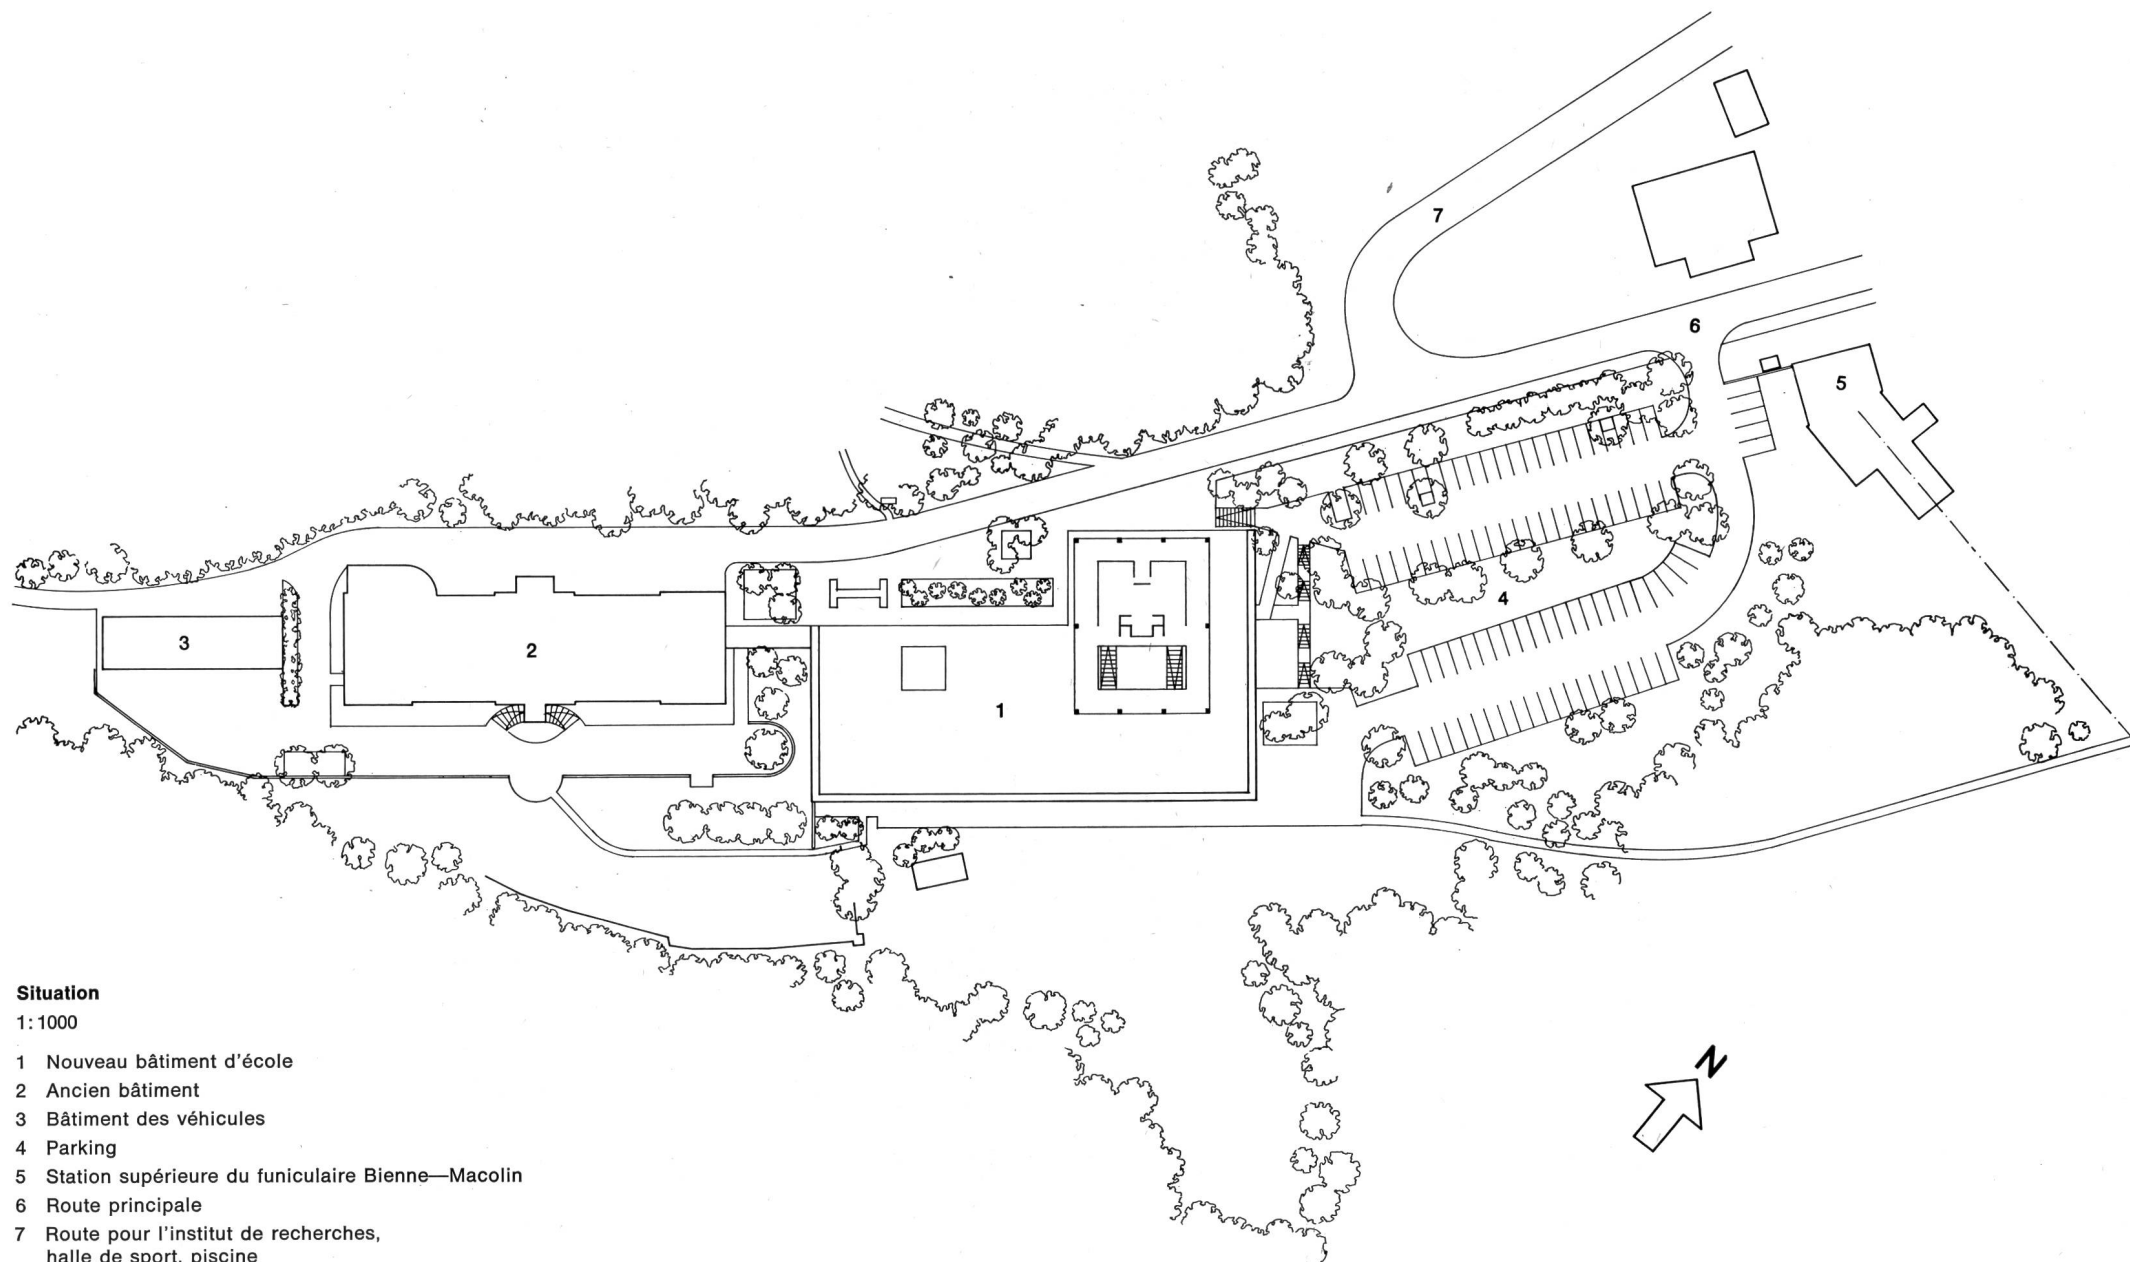 7
6
5
4
3
2
1
N
Situation
1:1000
1 Nouveau bâtiment d'école
2 Ancien bâtiment
3 Bâtiment des véhicules
4 Parking
5 Station supérieure du funiculaire Bienne—Macolin
6 Route principale
7 Route pour l'institut de recherches,
halle de sport, piscine